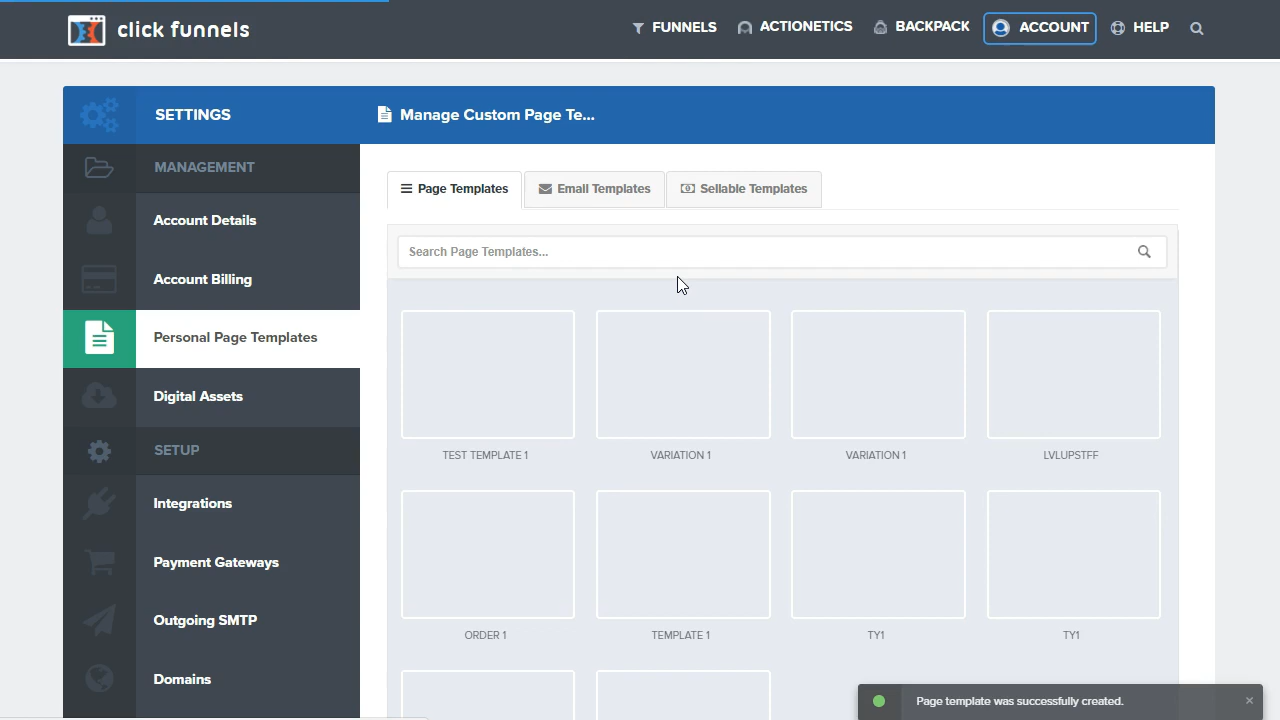 click funnels
FUNNELS
ACTIONETICS
BACKPACK
ACCOUNT
HELP
SETTINGS
Manage Custom Page Te...
MANAGEMENT
Account Details
Account Billing
Personal Page Templates
Digital Assets
SETUP
Integrations
Payment Gateways
Outgoing SMTP
Domains
Page Templates
Email Templates
Sellable Templates
Search Page Templates...
TEST TEMPLATE 1
VARIATION 1
VARIATION 1
LVLUPSTFF
ORDER 1
TEMPLATE 1
TY1
TY1
Page template was successfully created.
×